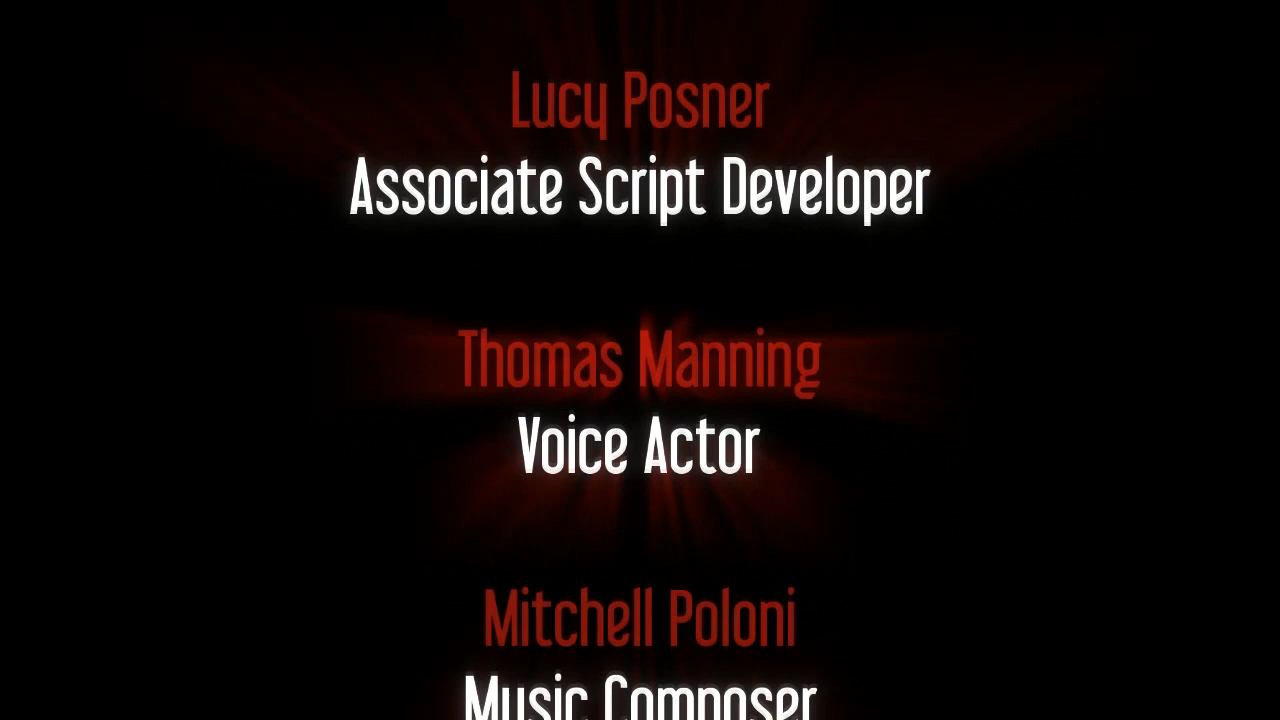 Lucy Posner
Associate Script Developer
Thomas Manning
Voice Actor
Mitchell Poloni
Music Composer